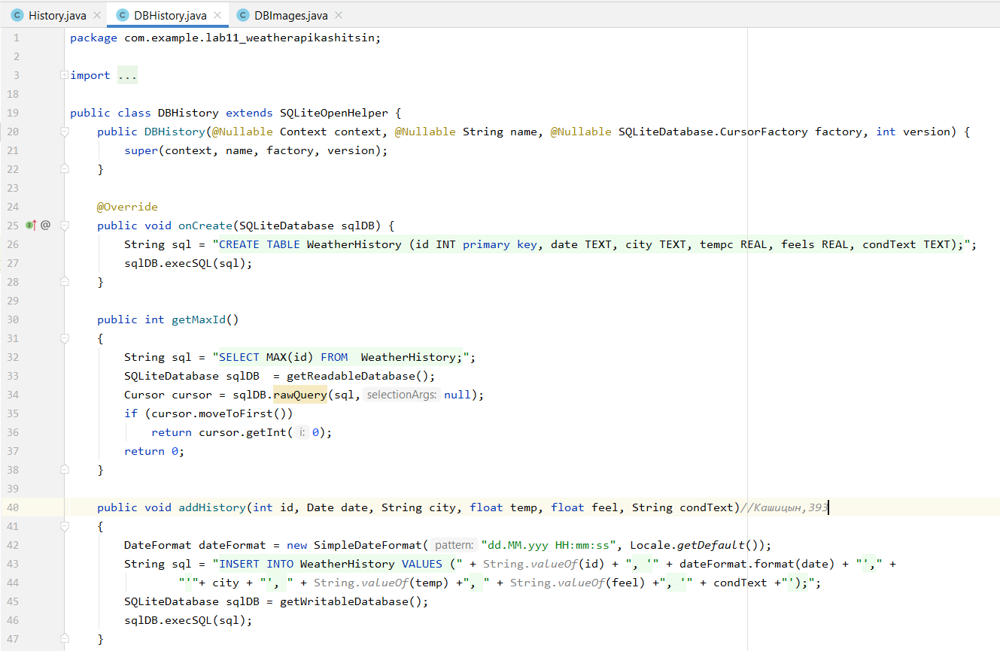 History.java DBHistory.java DBImages.java
1 package com.example.lab11_weatherapikashitsin;
2
3 import ...
18
19 public class DBHistory extends SQLiteOpenHelper {
20 public DBHistory(@Nullable Context context, @Nullable String name, @Nullable SQLiteDatabase.CursorFactory factory, int version) {
21 super(context, name, factory, version);
22 }
23
24 @Override
25 @ public void onCreate(SQLiteDatabase sqlDB) {
26 String sql = "CREATE TABLE WeatherHistory (id INT primary key, date TEXT, city TEXT, tempc REAL, feels REAL, condText TEXT);";
27 sqlDB.execSQL(sql);
28 }
29
30 public int getMaxId()
31 {
32 String sql = "SELECT MAX(id) FROM  WeatherHistory;";
33 SQLiteDatabase sqlDB  = getReadableDatabase();
34 Cursor cursor = sqlDB.rawQuery(sql, selectionArgs: null);
35 if (cursor.moveToFirst())
36 return cursor.getInt( i: 0);
37 return 0;
38 }
39
40 public void addHistory(int id, Date date, String city, float temp, float feel, String condText)//Кашицын,393
41 {
42 DateFormat dateFormat = new SimpleDateFormat( pattern: "dd.MM.yyy HH:mm:ss", Locale.getDefault());
43 String sql = "INSERT INTO WeatherHistory VALUES (" + String.valueOf(id) + ", '" + dateFormat.format(date) + "'," +
44 "'"+ city + "', " + String.valueOf(temp) +", " + String.valueOf(feel) +", '" + condText +"');";
45 SQLiteDatabase sqlDB = getWritableDatabase();
46 sqlDB.execSQL(sql);
47 }